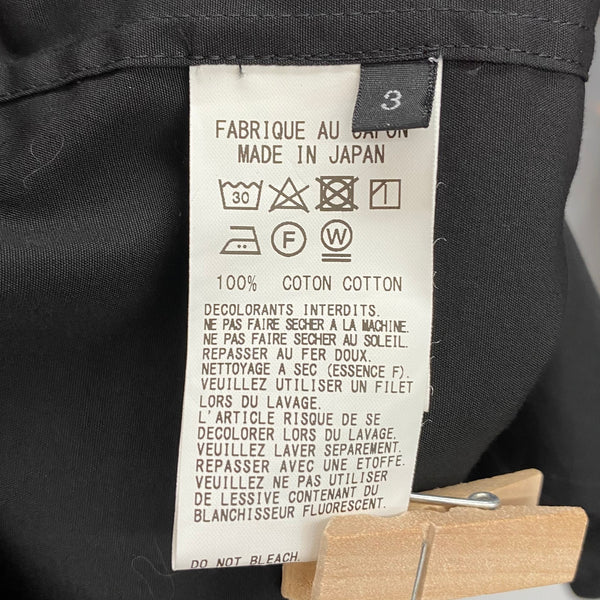 3
FABRIQUE AU JAPON
MADE IN JAPAN
30
F W
100% COTON COTTON
DECOLORANTS INTERDITS.
NE PAS FAIRE SECHER A LA MACHINE.
NE PAS FAIRE SECHER AU SOLEIL.
REPASSER AU FER DOUX.
NETTOYAGE A SEC (ESSENCE F).
VEUILLEZ UTILISER UN FILET
LORS DU LAVAGE.
L'ARTICLE RISQUE DE SE
DECOLORER LORS DU LAVAGE.
VEUILLEZ LAVER SEPAREMENT.
REPASSER AVEC UNE ETOFFE.
VEUILLEZ NE PAS UTILISER
DE LESSIVE CONTENANT DU
BLANCHISSEUR FLUORESCENT.
DO NOT BLEACH.